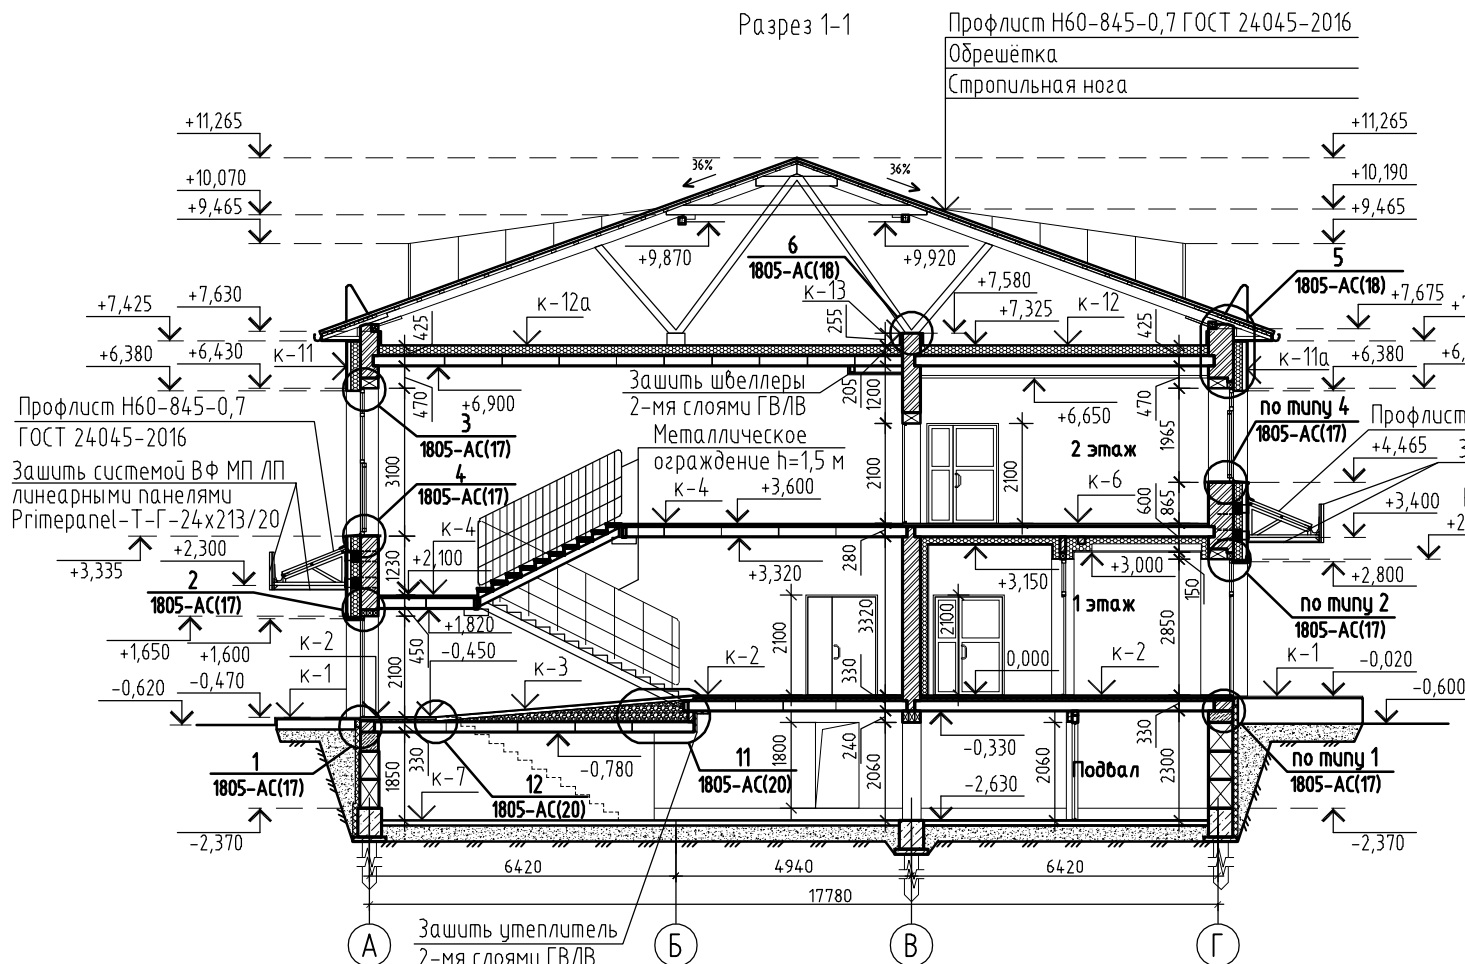 Разрез 1-1
Профлист Н60-845-0,7 ГОСТ 24045-2016
Обрешётка
Стропильная нога
+11,265
+11,265
36%
36%
+10,070
+10,190
+9,465
+9,465
+9,870
+9,920
6
1805-АС(18)
5
1805-АС(18)
к-13
+7,580
+7,425
+7,630
к-12а
+7,325
к-12
+7,675
425
255
425
+6,380
+6,430
к-11
к-11а
+6,380
Зашить швеллеры
2-мя слоями ГВЛВ
205
1200
470
+6,900
470
+6,650
Профлист Н60-845-0,7
ГОСТ 24045-2016
3
1805-АС(17)
Металлическое
ограждение h=1,5 м
по типу 4
1805-АС(17)
Профлист
+4,465
1965
2 этаж
Зашить системой ВФ МП ЛП
линеарными панелями
Primepanel-Т-Г-24х213/20
4
1805-АС(17)
3100
2100
2100
к-4
+3,600
к-6
600
865
+3,400
к-4
+2,300
+2,100
+3,335
1230
280
+3,320
+3,150
+3,000
150
+2,800
2
1805-АС(17)
1 этаж
по типу 2
1805-АС(17)
2100
3320
2100
2850
+1,820
+1,650
+1,600
к-2
450
-0,450
-0,470
к-1
-0,620
2100
к-3
к-2
330
0,000
к-2
к-1
-0,020
-0,600
1
1805-АС(17)
1850
330
к-7
12
1805-АС(20)
-0,780
11
1805-АС(20)
1800
240
2060
-0,330
-2,630
2060
Подвал
330
2300
по типу 1
1805-АС(17)
-2,370
-2,370
6420
4940
6420
17780
А
Б
В
Г
Зашить утеплитель
2-мя слоями ГВЛВ